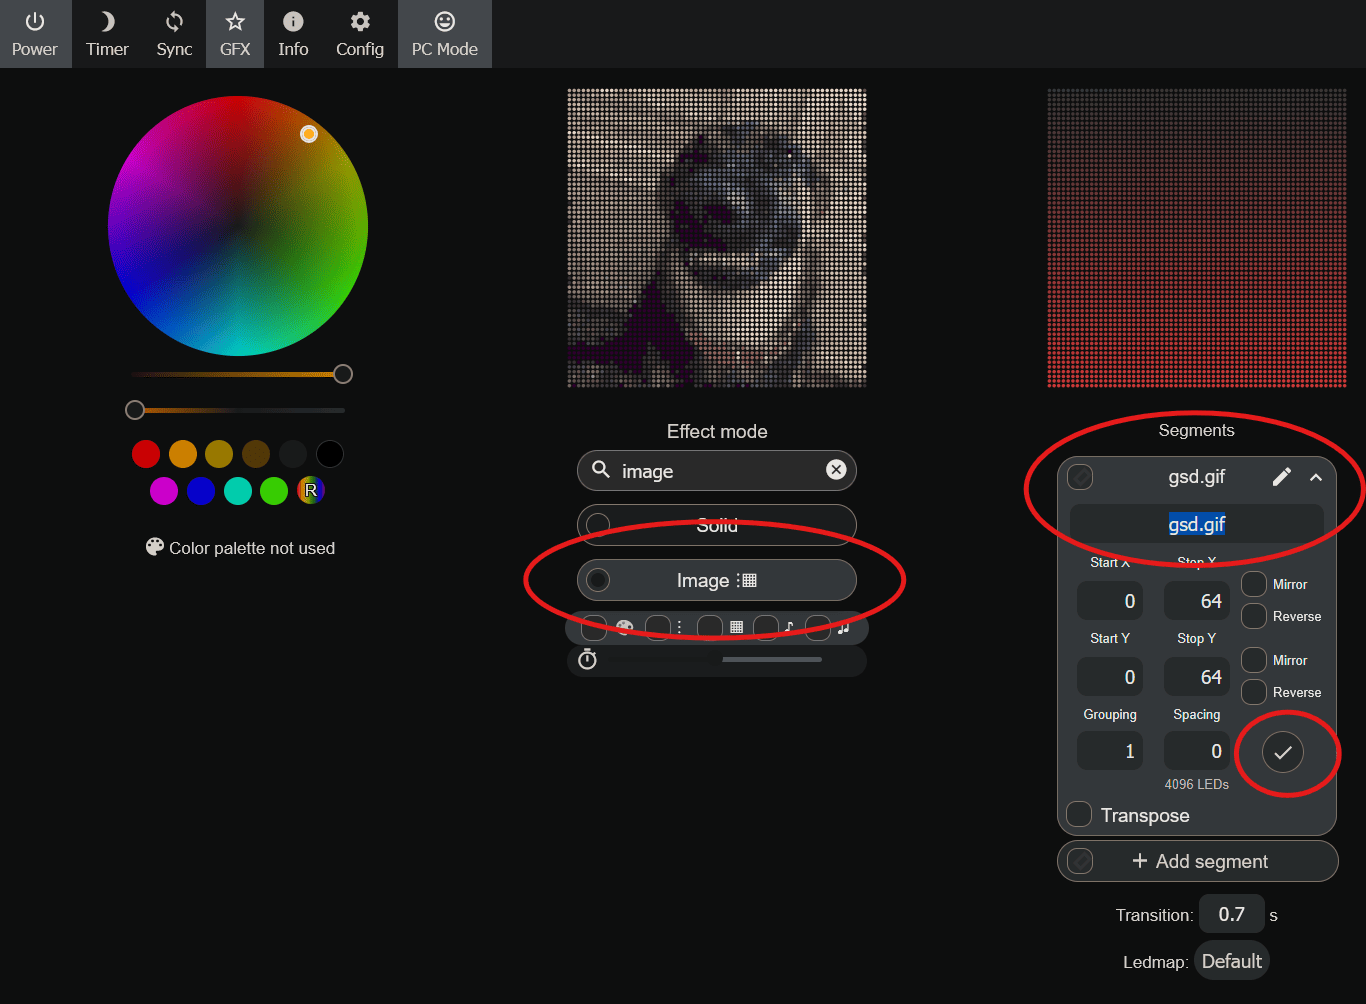 Power Timer Sync GFX Info Config PC Mode
R
Color palette not used
Effect mode
image
Solid
Image
Segments
gsd.gif
gsd.gif
Start X Stop X
0 64 Mirror
Reverse
Start Y Stop Y
0 64 Mirror
Reverse
Grouping Spacing
1 0
4096 LEDs
Transpose
+ Add segment
Transition: 0.7 s
Ledmap: Default